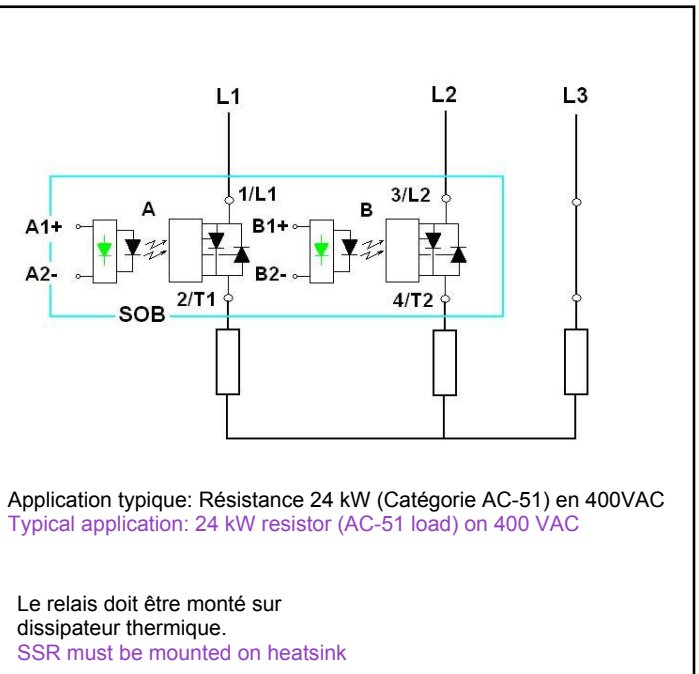 L1 L2 L3
1/L1 3/L2
A B
A1+ B1+
A2- B2-
2/T1 4/T2
SOB
Application typique: Résistance 24 kW (Catégorie AC-51) en 400VAC
Typical application: 24 kW resistor (AC-51 load) on 400 VAC
Le relais doit être monté sur
dissipateur thermique.
SSR must be mounted on heatsink